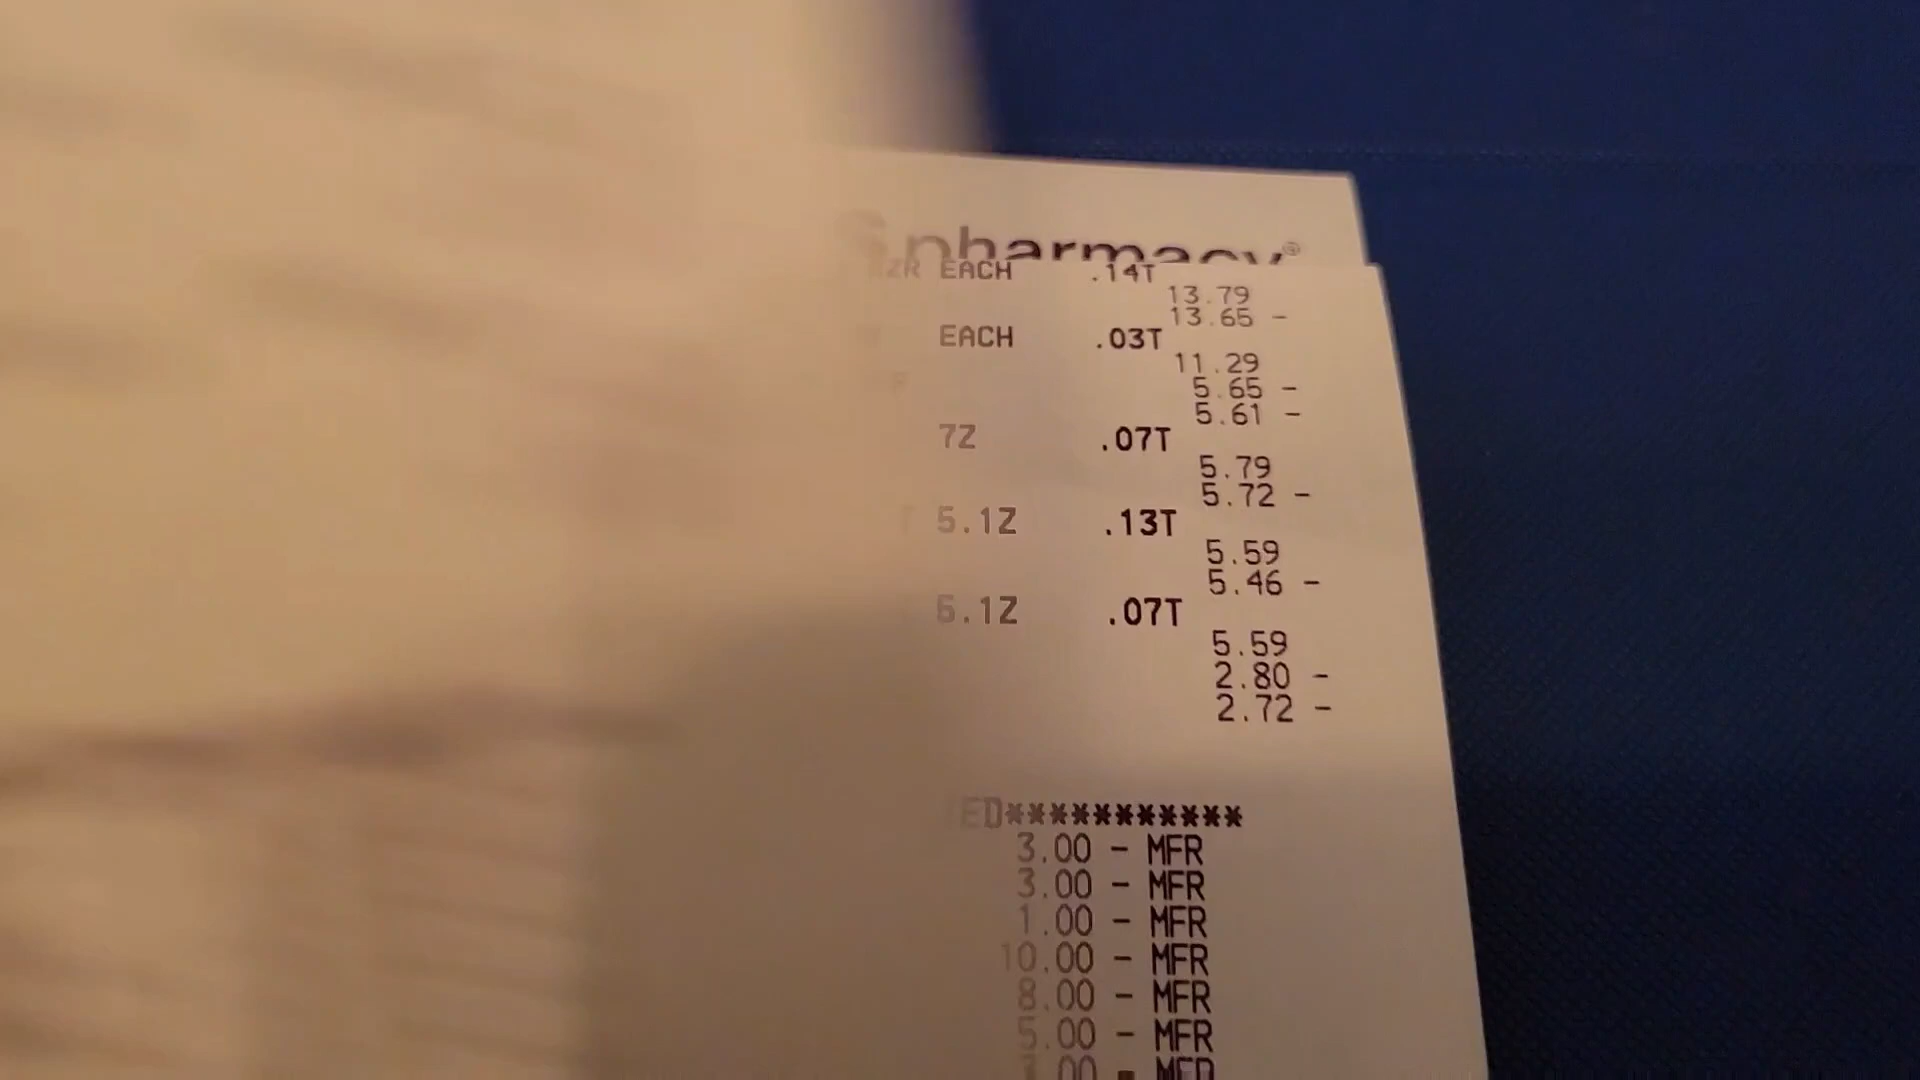 pharmacy®
EACH .14T
13.79
13.65 -
EACH .03T
11.29
5.65 -
5.61 -
7Z .07T
5.79
5.72 -
5.1Z .13T
5.59
5.46 -
5.1Z .07T
5.59
2.80 -
2.72 -
ED***********
3.00 - MFR
3.00 - MFR
1.00 - MFR
10.00 - MFR
8.00 - MFR
5.00 - MFR